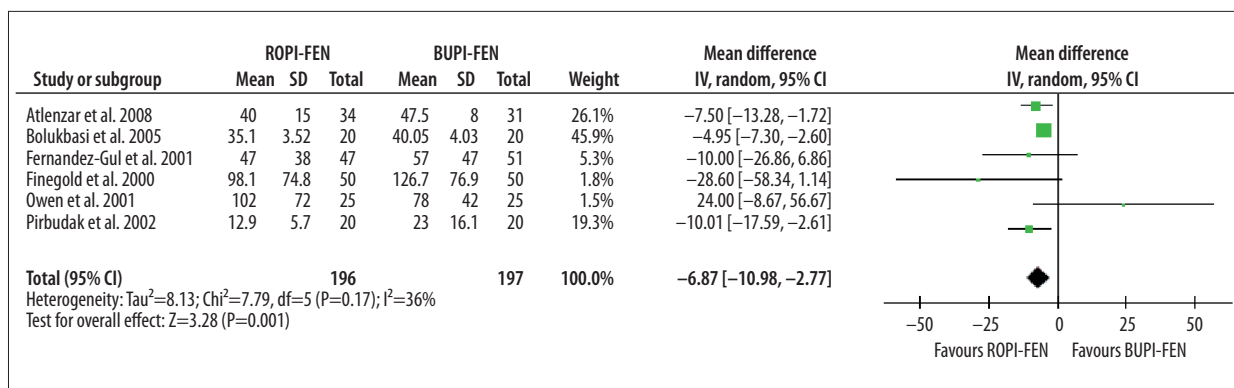 ROPI-FEN BUPI-FEN Mean difference Mean difference
Study or subgroup Mean SD Total Mean SD Total Weight IV, random, 95% CI IV, random, 95% CI
Atlenzar et al. 2008 40 15 34 47.5 8 31 26.1% −7.50 [−13.28, −1.72]
Bolukbasi et al. 2005 35.1 3.52 20 40.05 4.03 20 45.9% −4.95 [−7.30, −2.60]
Fernandez-Gul et al. 2001 47 38 47 57 47 51 5.3% −10.00 [−26.86, 6.86]
Finegold et al. 2000 98.1 74.8 50 126.7 76.9 50 1.8% −28.60 [−58.34, 1.14]
Owen et al. 2001 102 72 25 78 42 25 1.5% 24.00 [−8.67, 56.67]
Pirbudak et al. 2002 12.9 5.7 20 23 16.1 20 19.3% −10.01 [−17.59, −2.61]
Total (95% CI) 196 197 100.0% −6.87 [−10.98, −2.77]
Heterogeneity: Tau²=8.13; Chi²=7.79, df=5 (P=0.17); I²=36%
Test for overall effect: Z=3.28 (P=0.001)
−50 −25 0 25 50
Favours ROPI-FEN Favours BUPI-FEN